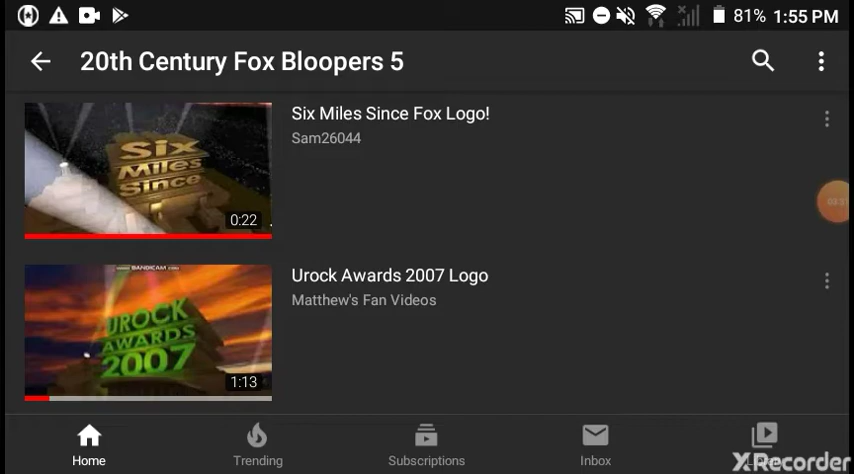 81% 1:55 PM
20th Century Fox Bloopers 5
Six
Miles
Since
0:22
Six Miles Since Fox Logo!
Sam26044
BANDICAM
UROCK
AWARDS
2007
1:13
Urock Awards 2007 Logo
Matthew's Fan Videos
Home
Trending
Subscriptions
Inbox
XRecorder